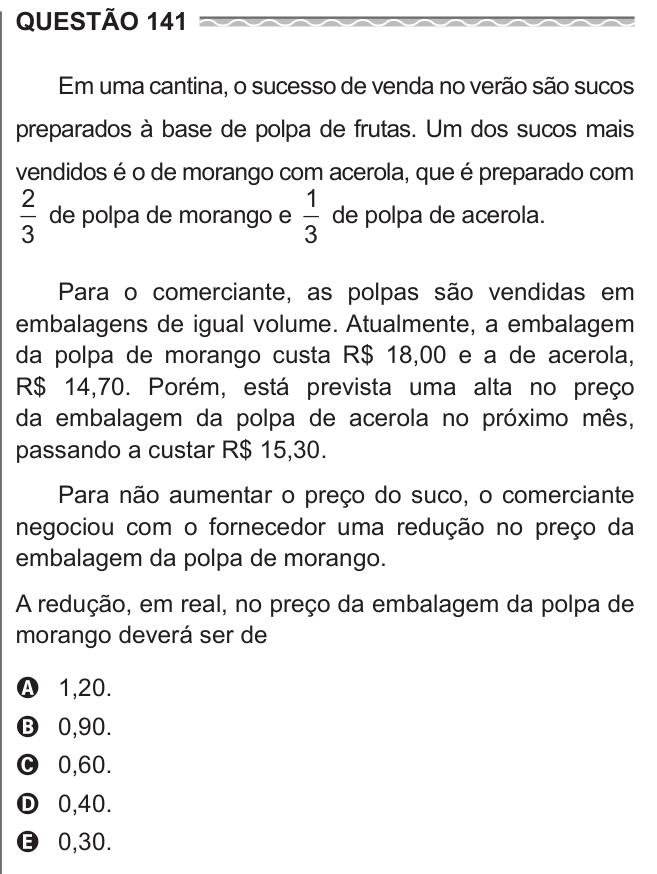 QUESTÃO 141
Em uma cantina, o sucesso de venda no verão são sucos
preparados à base de polpa de frutas. Um dos sucos mais
vendidos é o de morango com acerola, que é preparado com
2/3 de polpa de morango e 1/3 de polpa de acerola.
Para o comerciante, as polpas são vendidas em
embalagens de igual volume. Atualmente, a embalagem
da polpa de morango custa R$ 18,00 e a de acerola,
R$ 14,70. Porém, está prevista uma alta no preço
da embalagem da polpa de acerola no próximo mês,
passando a custar R$ 15,30.
Para não aumentar o preço do suco, o comerciante
negociou com o fornecedor uma redução no preço da
embalagem da polpa de morango.
A redução, em real, no preço da embalagem da polpa de
morango deverá ser de
A 1,20.
B 0,90.
C 0,60.
D 0,40.
E 0,30.